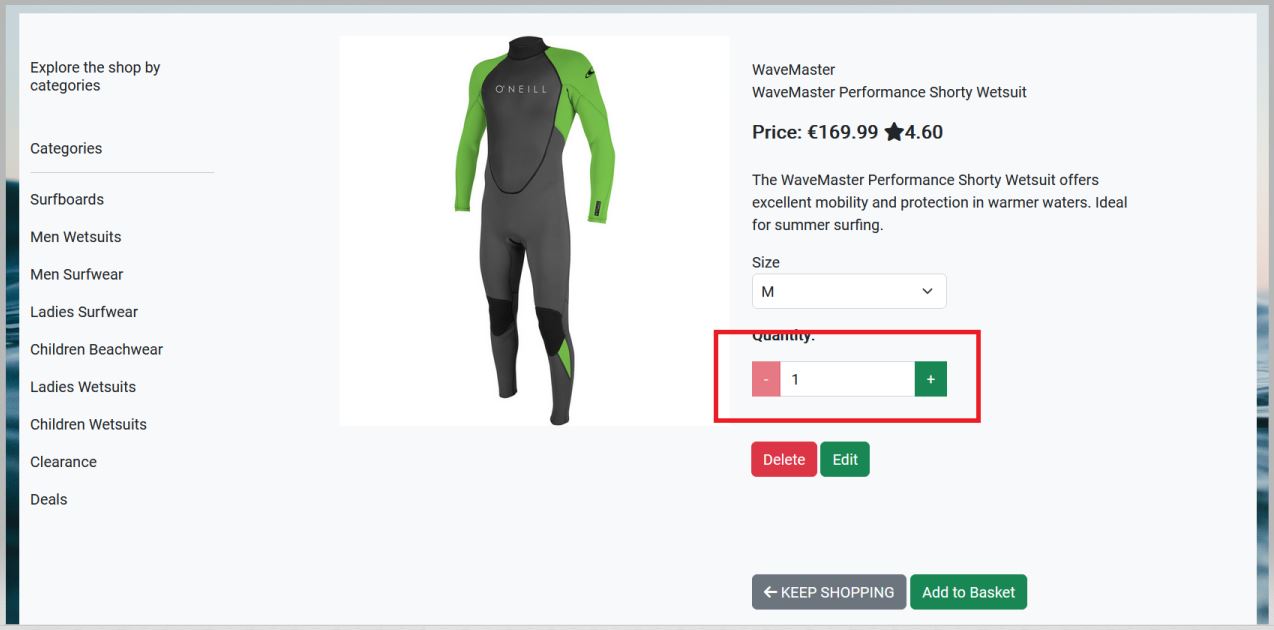 Explore the shop by
categories
Categories
Surfboards
Men Wetsuits
Men Surfwear
Ladies Surfwear
Children Beachwear
Ladies Wetsuits
Children Wetsuits
Clearance
Deals
O'NEILL
WaveMaster
WaveMaster Performance Shorty Wetsuit
Price: €169.99 ★4.60
The WaveMaster Performance Shorty Wetsuit offers
excellent mobility and protection in warmer waters. Ideal
for summer surfing.
Size
M
Quantity:
- 1 +
Delete Edit
← KEEP SHOPPING Add to Basket